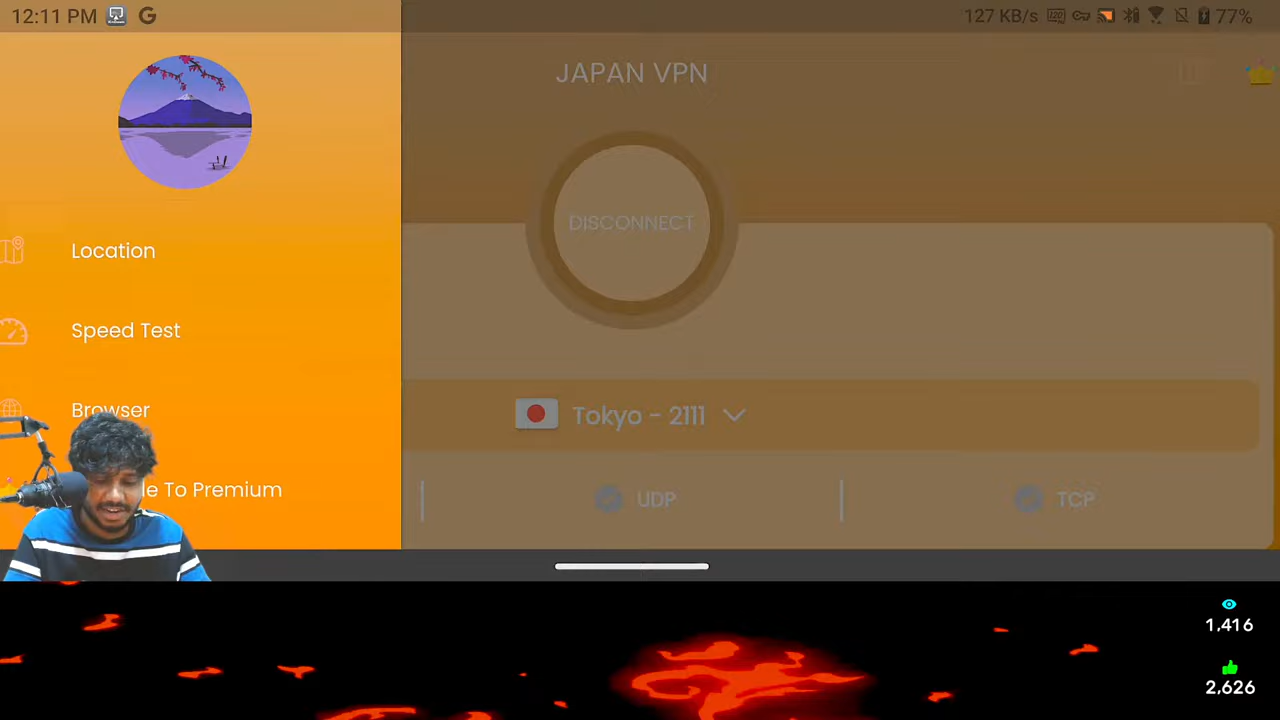 12:11 PM G
127 KB/s 77%
JAPAN VPN
DISCONNECT
Location
Speed Test
Browser
le To Premium
Tokyo - 2111
UDP
TCP
1,416
2,626